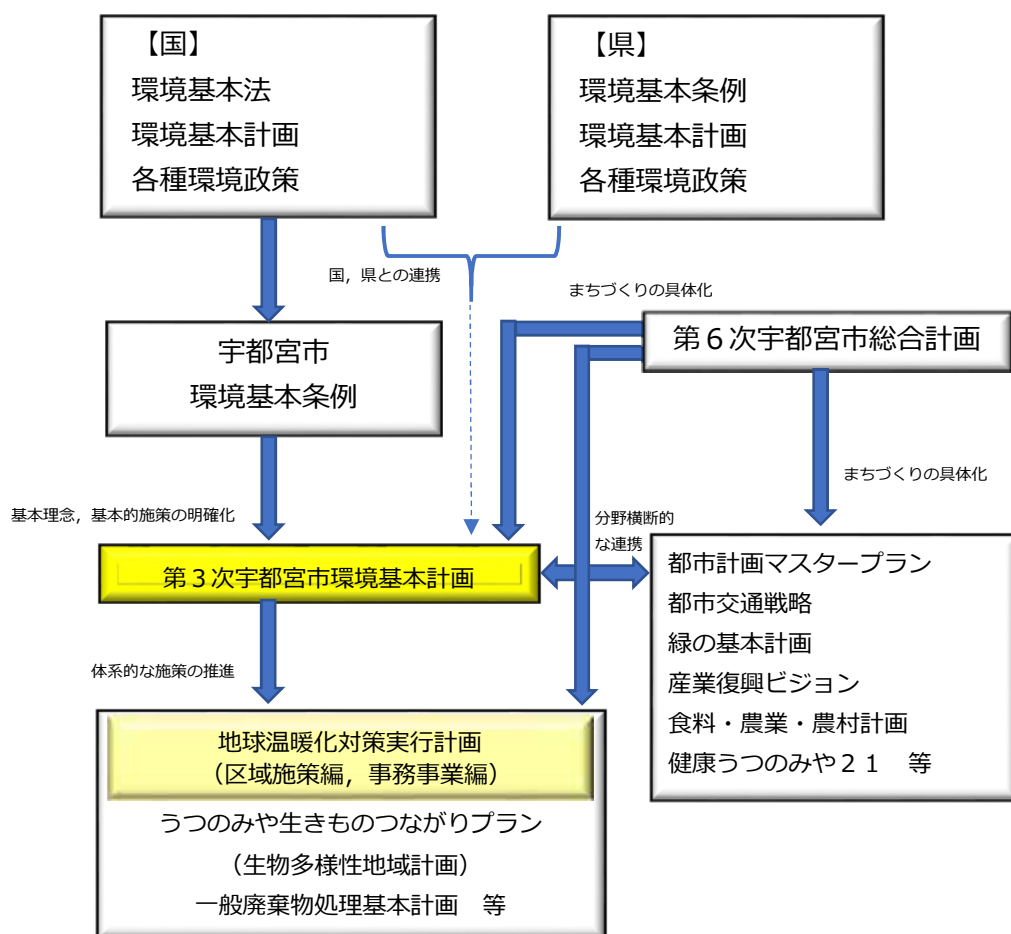 【国】
環境基本法
環境基本計画
各種環境政策
【県】
環境基本条例
環境基本計画
各種環境政策
国，県との連携
まちづくりの具体化
宇都宮市
環境基本条例
第６次宇都宮市総合計画
まちづくりの具体化
基本理念，基本的施策の明確化
分野横断的
な連携
第３次宇都宮市環境基本計画
都市計画マスタープラン
都市交通戦略
緑の基本計画
産業復興ビジョン
食料・農業・農村計画
健康うつのみや２１　等
体系的な施策の推進
地球温暖化対策実行計画
（区域施策編，事務事業編）
うつのみや生きものつながりプラン
（生物多様性地域計画）
一般廃棄物処理基本計画　等